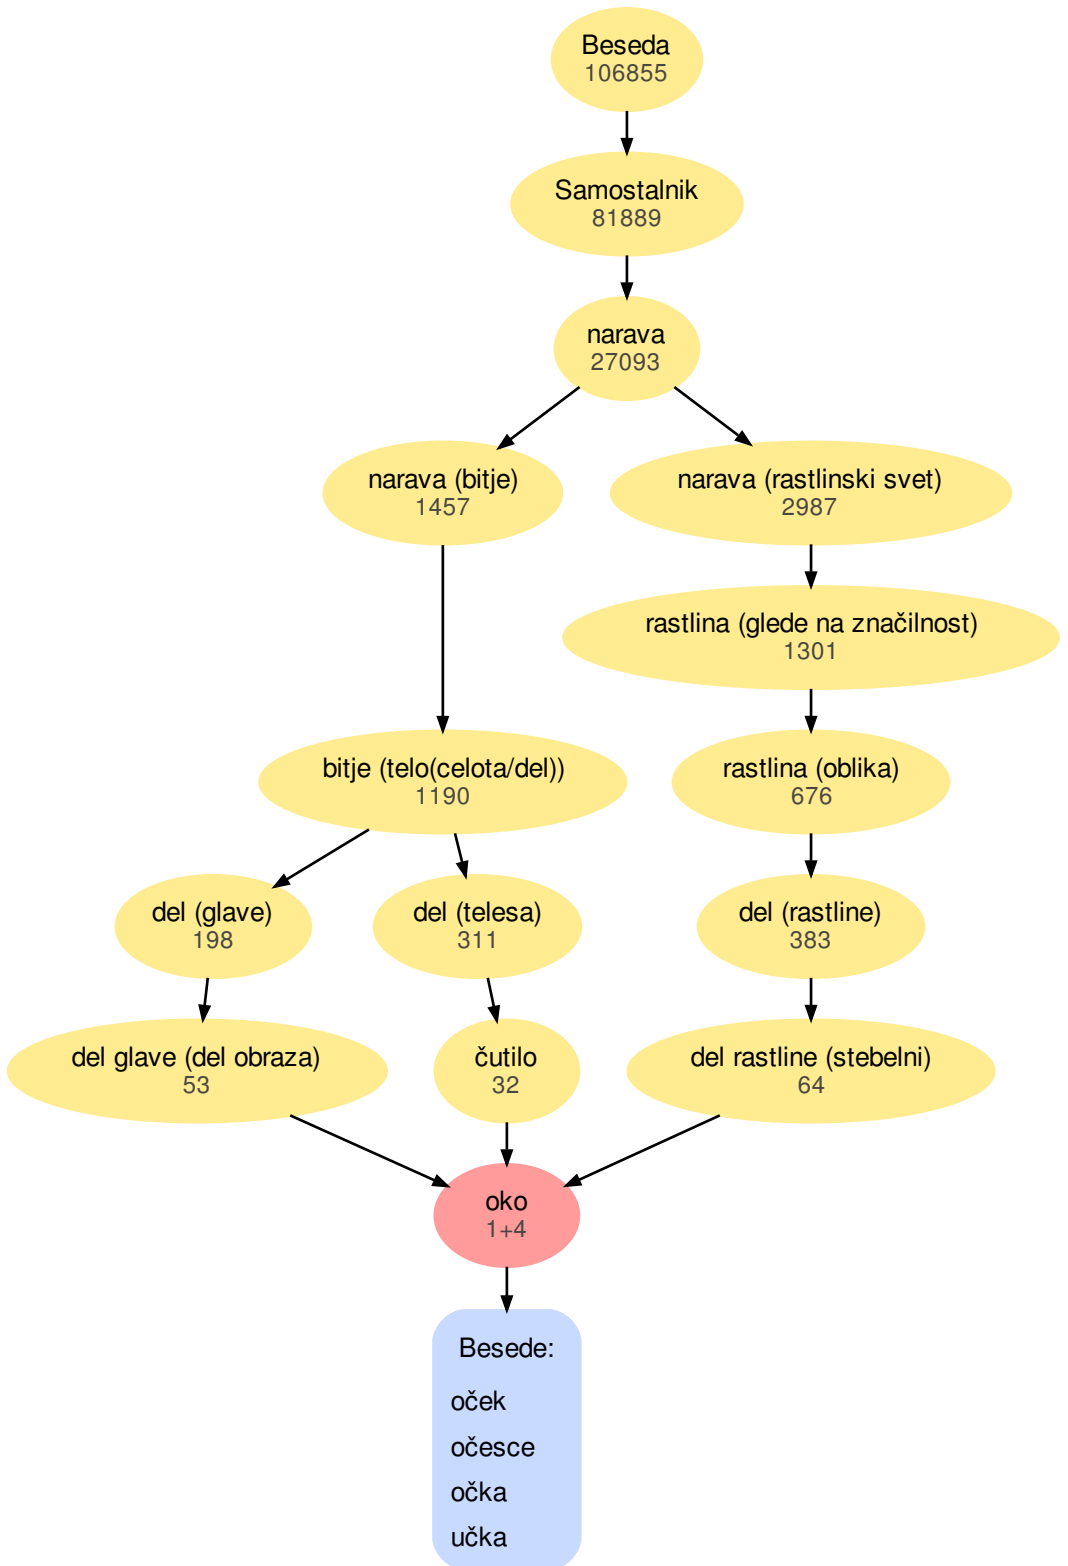 Beseda
106855
Samostalnik
81889
narava
27093
narava (bitje)
1457
narava (rastlinski svet)
2987
rastlina (glede na značilnost)
1301
bitje (telo(celota/del))
1190
rastlina (oblika)
676
del (glave)
198
del (telesa)
311
del (rastline)
383
del glave (del obraza)
53
čutilo
32
del rastline (stebelni)
64
oko
1+4
Besede:
oček
očesce
očka
učka